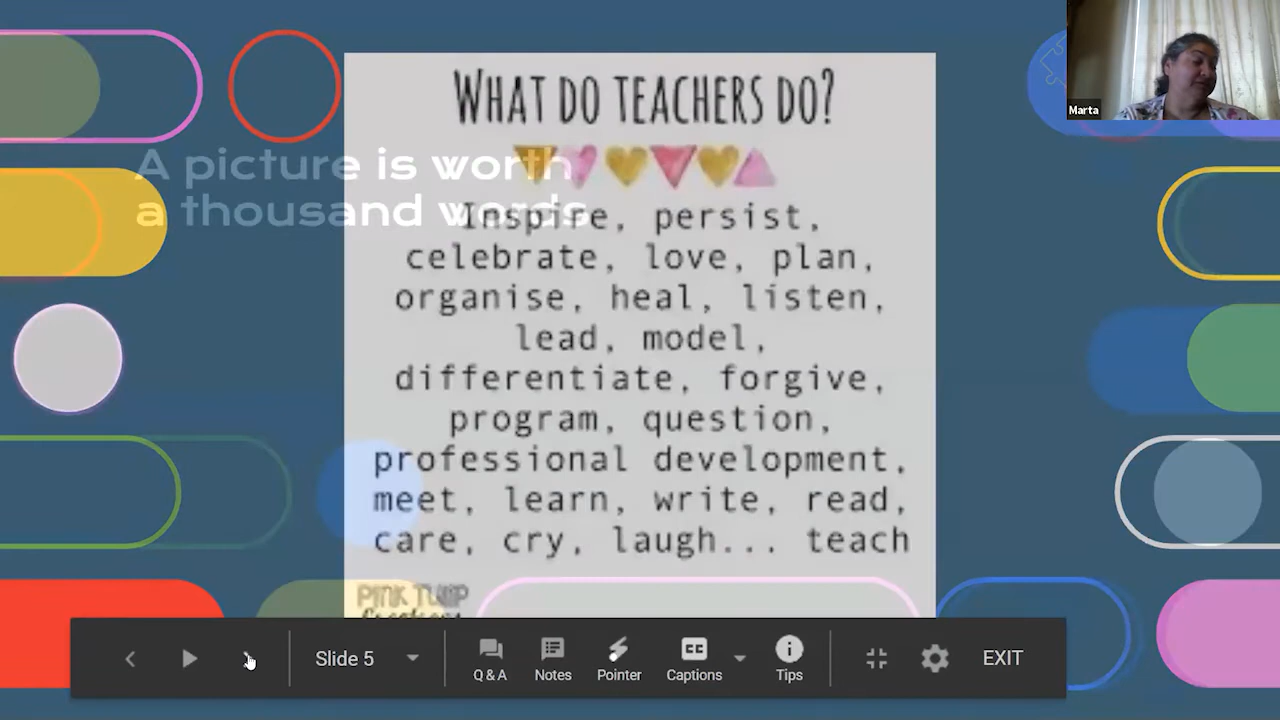 WHAT DO TEACHERS DO?
A picture is worth
a thousand words
Inspire, persist,
celebrate, love, plan,
organise, heal, listen,
lead, model,
differentiate, forgive,
program, question,
professional development,
meet, learn, write, read,
care, cry, laugh... teach
PINK TULIP
Creations
Marta
Slide 5
Q & A
Notes
Pointer
CC
Captions
Tips
EXIT